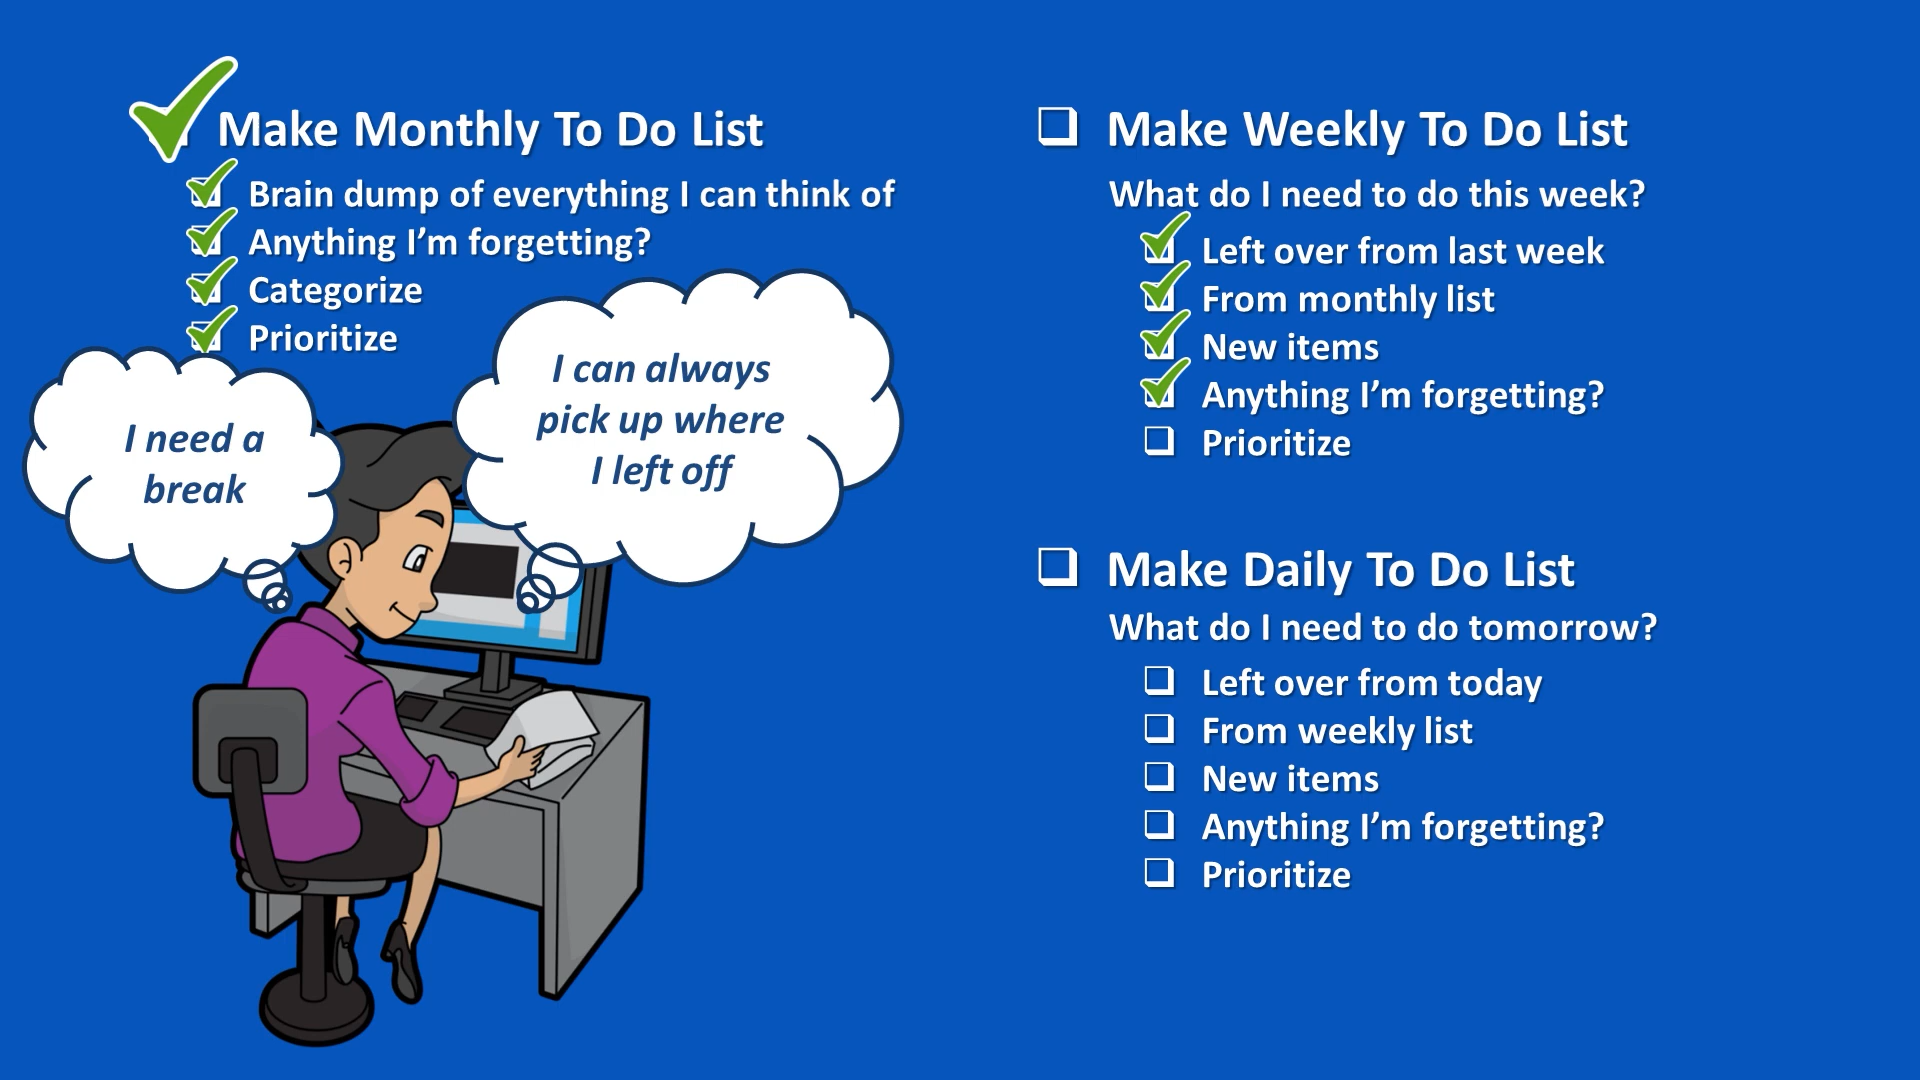 Make Monthly To Do List
Brain dump of everything I can think of
Anything I'm forgetting?
Categorize
Prioritize
I need a
break
I can always
pick up where
I left off
Make Weekly To Do List
What do I need to do this week?
Left over from last week
From monthly list
New items
Anything I'm forgetting?
Prioritize
Make Daily To Do List
What do I need to do tomorrow?
Left over from today
From weekly list
New items
Anything I'm forgetting?
Prioritize